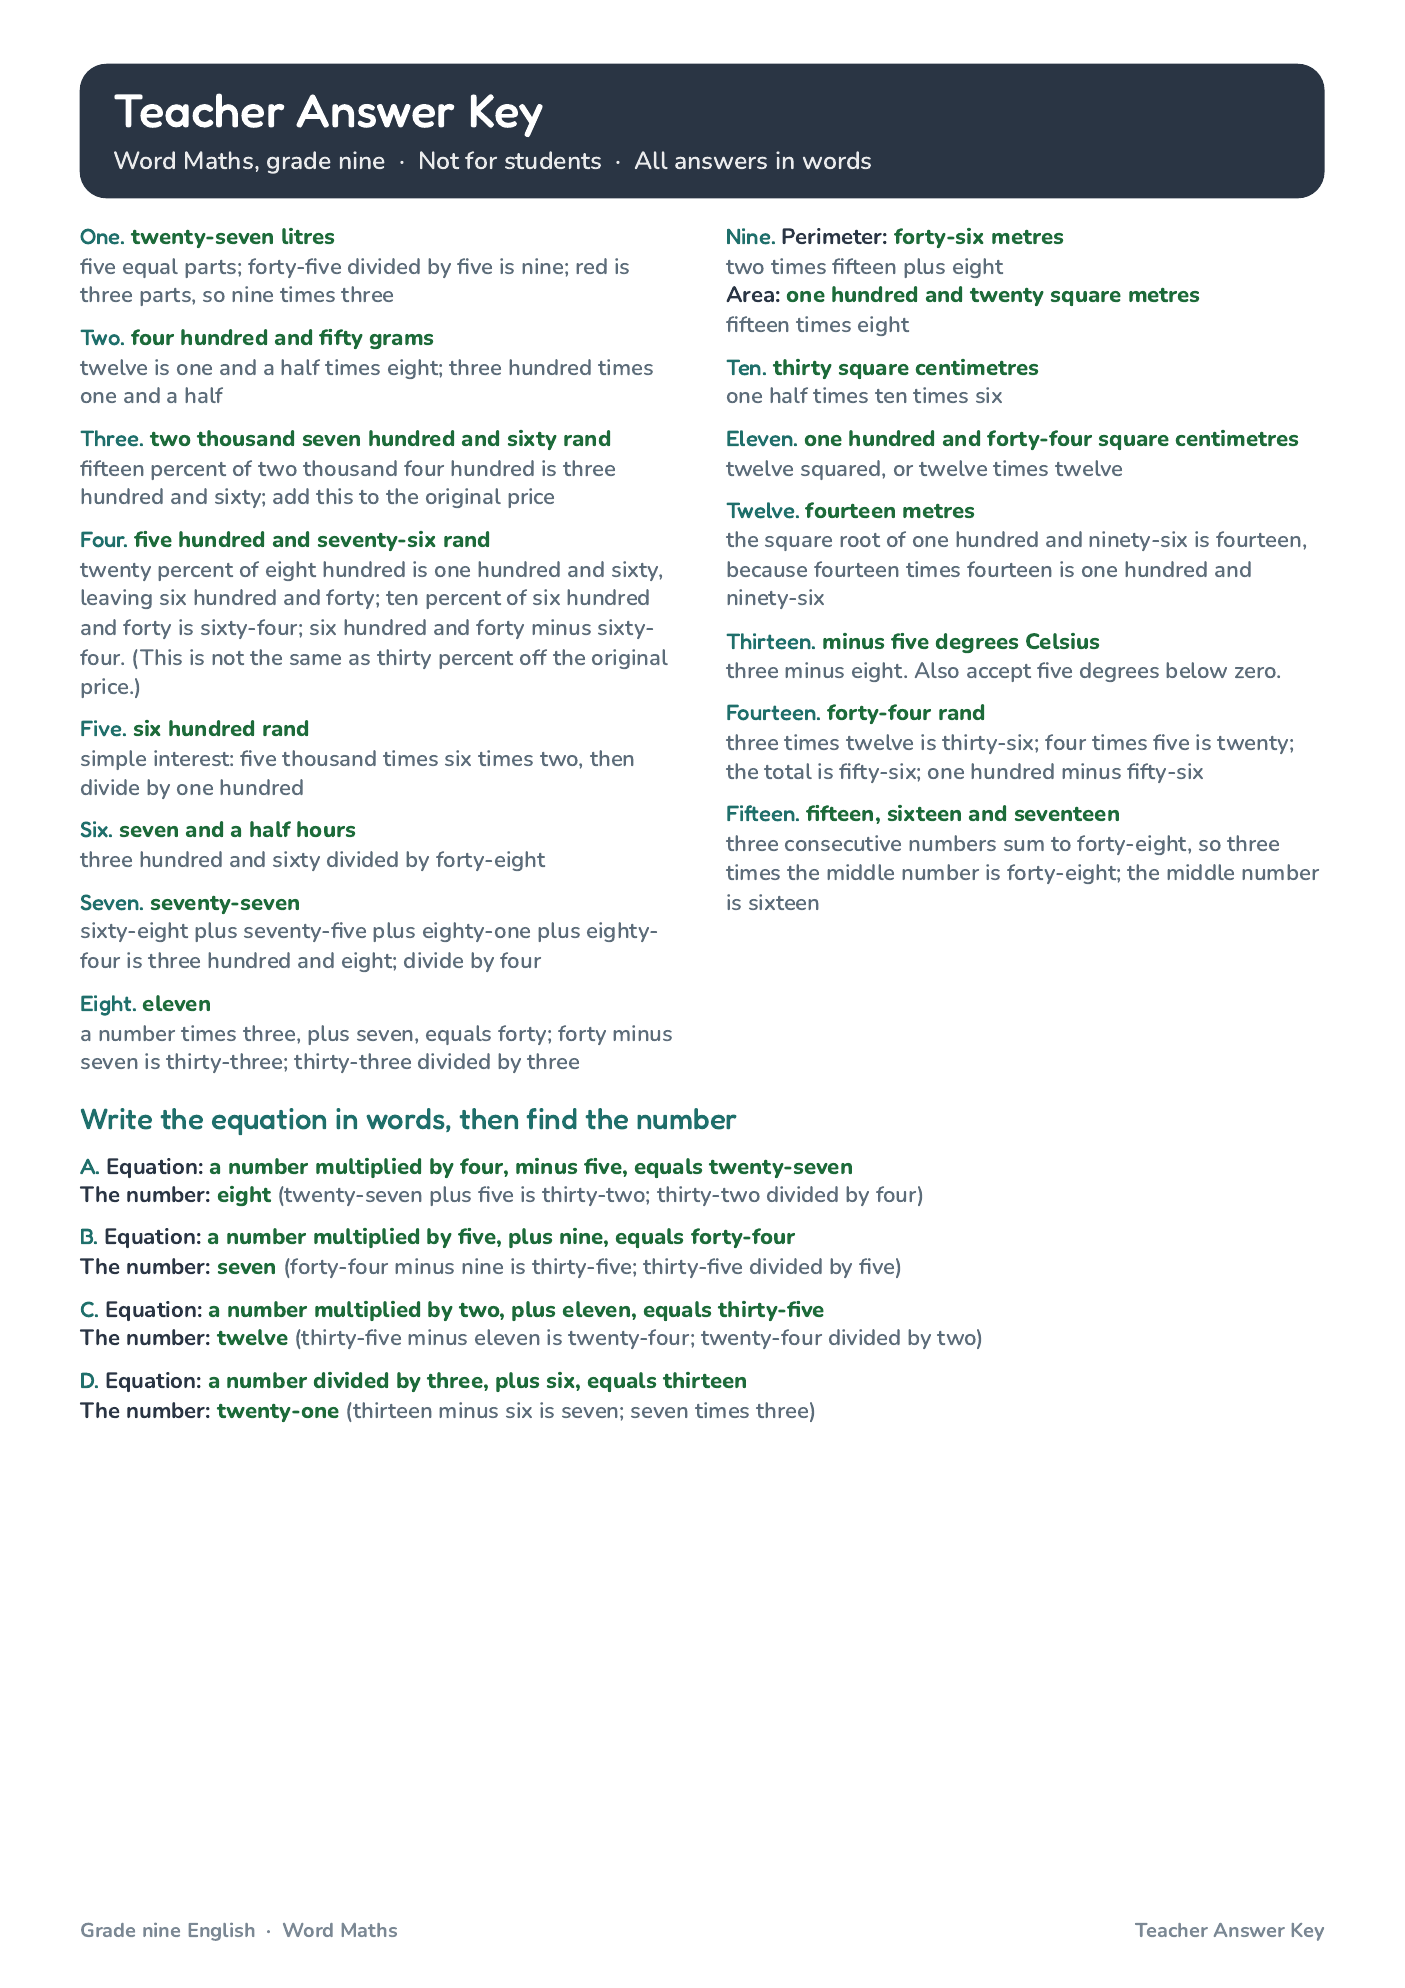 Teacher Answer Key
Word Maths, grade nine · Not for students · All answers in words
One. twenty-seven litres
five equal parts; forty-five divided by five is nine; red is
three parts, so nine times three
Two. four hundred and fifty grams
twelve is one and a half times eight; three hundred times
one and a half
Three. two thousand seven hundred and sixty rand
fifteen percent of two thousand four hundred is three
hundred and sixty; add this to the original price
Four. five hundred and seventy-six rand
twenty percent of eight hundred is one hundred and sixty,
leaving six hundred and forty; ten percent of six hundred
and forty is sixty-four; six hundred and forty minus sixty-
four. (This is not the same as thirty percent off the original
price.)
Five. six hundred rand
simple interest: five thousand times six times two, then
divide by one hundred
Six. seven and a half hours
three hundred and sixty divided by forty-eight
Seven. seventy-seven
sixty-eight plus seventy-five plus eighty-one plus eighty-
four is three hundred and eight; divide by four
Eight. eleven
a number times three, plus seven, equals forty; forty minus
seven is thirty-three; thirty-three divided by three
Nine. Perimeter: forty-six metres
two times fifteen plus eight
Area: one hundred and twenty square metres
fifteen times eight
Ten. thirty square centimetres
one half times ten times six
Eleven. one hundred and forty-four square centimetres
twelve squared, or twelve times twelve
Twelve. fourteen metres
the square root of one hundred and ninety-six is fourteen,
because fourteen times fourteen is one hundred and
ninety-six
Thirteen. minus five degrees Celsius
three minus eight. Also accept five degrees below zero.
Fourteen. forty-four rand
three times twelve is thirty-six; four times five is twenty;
the total is fifty-six; one hundred minus fifty-six
Fifteen. fifteen, sixteen and seventeen
three consecutive numbers sum to forty-eight, so three
times the middle number is forty-eight; the middle number
is sixteen
Write the equation in words, then find the number
A. Equation: a number multiplied by four, minus five, equals twenty-seven
The number: eight (twenty-seven plus five is thirty-two; thirty-two divided by four)
B. Equation: a number multiplied by five, plus nine, equals forty-four
The number: seven (forty-four minus nine is thirty-five; thirty-five divided by five)
C. Equation: a number multiplied by two, plus eleven, equals thirty-five
The number: twelve (thirty-five minus eleven is twenty-four; twenty-four divided by two)
D. Equation: a number divided by three, plus six, equals thirteen
The number: twenty-one (thirteen minus six is seven; seven times three)
Grade nine English · Word Maths
Teacher Answer Key